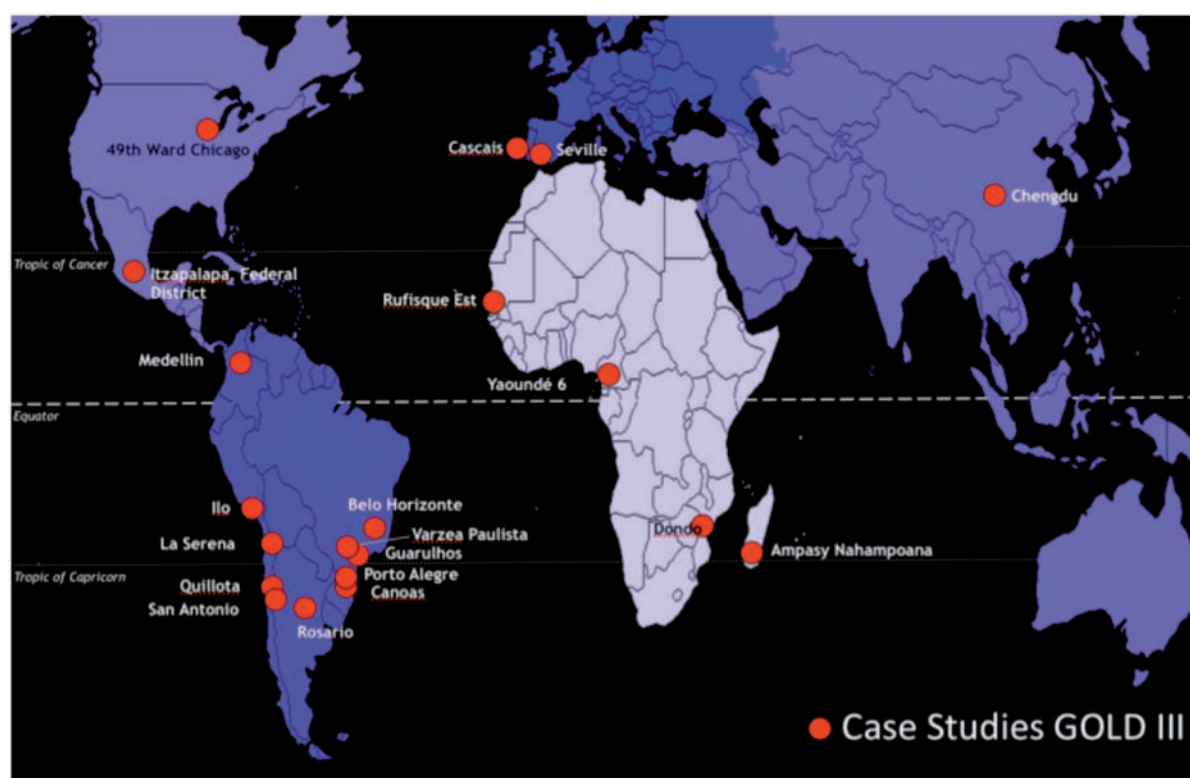 49th Ward Chicago
Cascais
Seville
Chengdu
Tropic of Cancer
Itzapalapa, Federal
District
Rufisque Est
Medellin
Yaoundé 6
Equator
Ilo
Belo Horizonte
Varzea Paulista
Dondo
La Serena
Guarulhos
Ampasy Nahampoana
Tropic of Capricorn
Quillota
Porto Alegre
Canoas
San Antonio
Rosario
Case Studies GOLD III